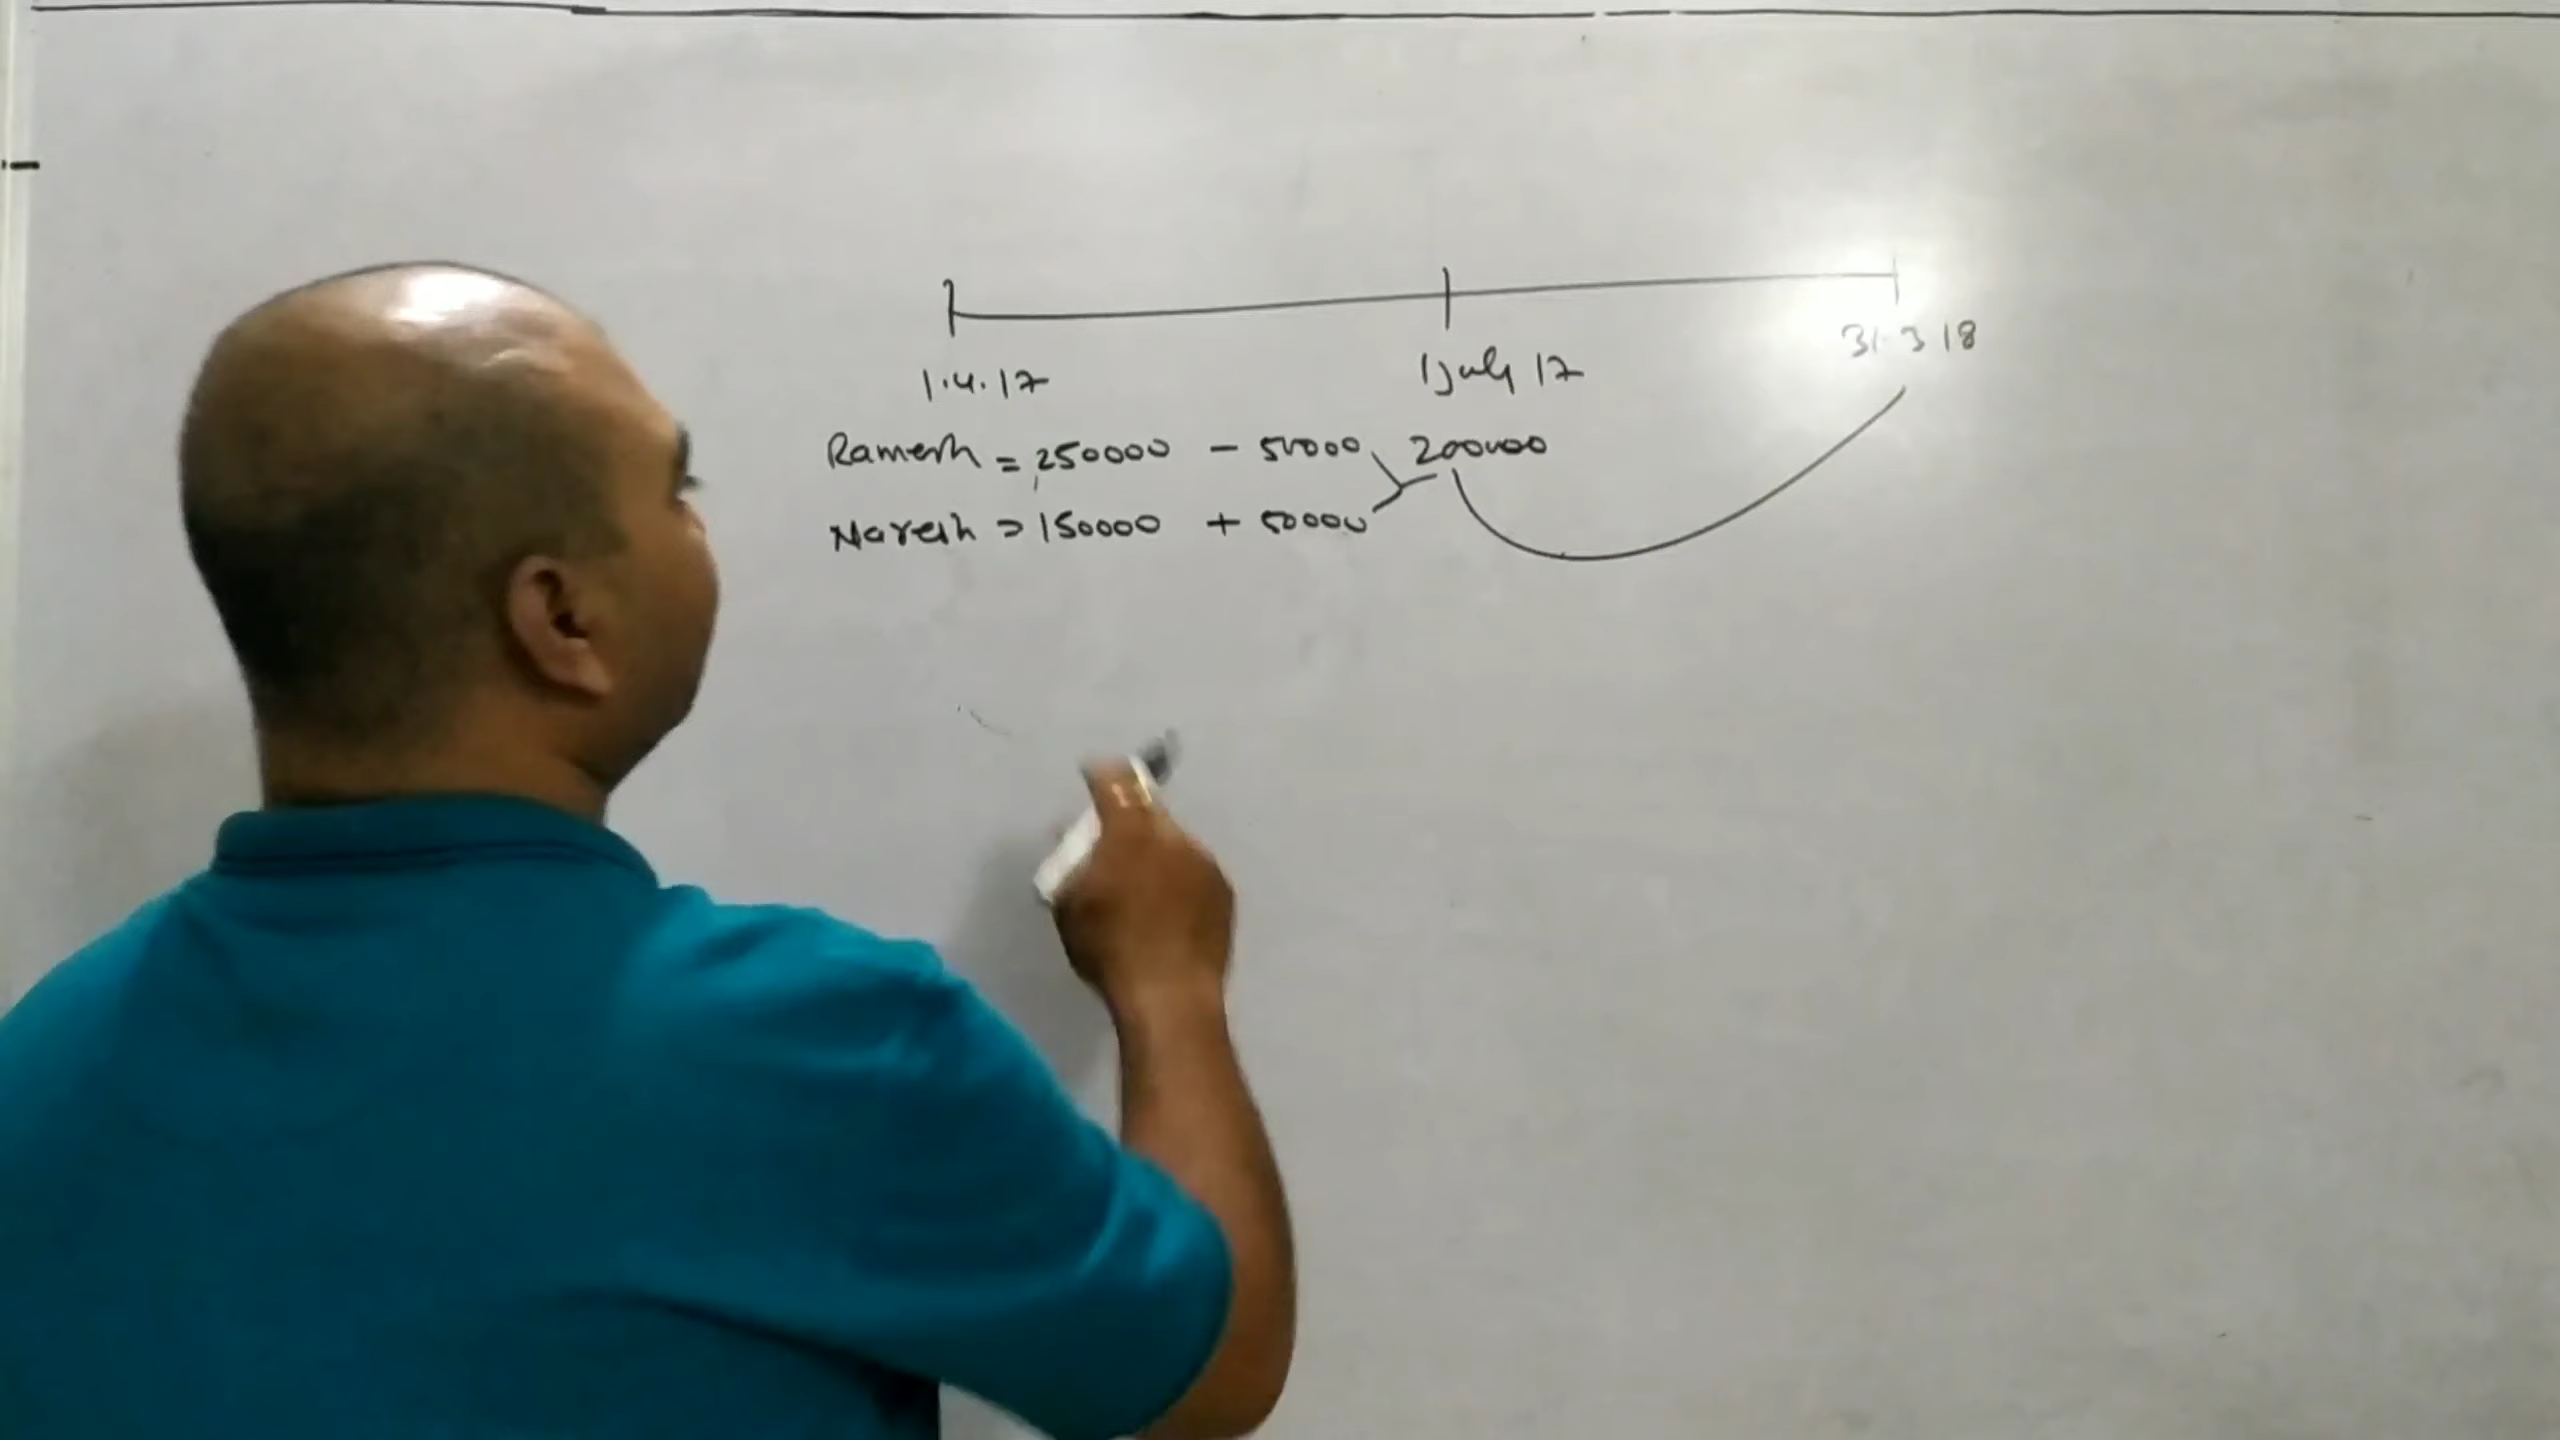 1.4.17 1 July 17 31.3 18
Ramesh = 250000 - 50000 200000
Naresh = 150000 + 50000